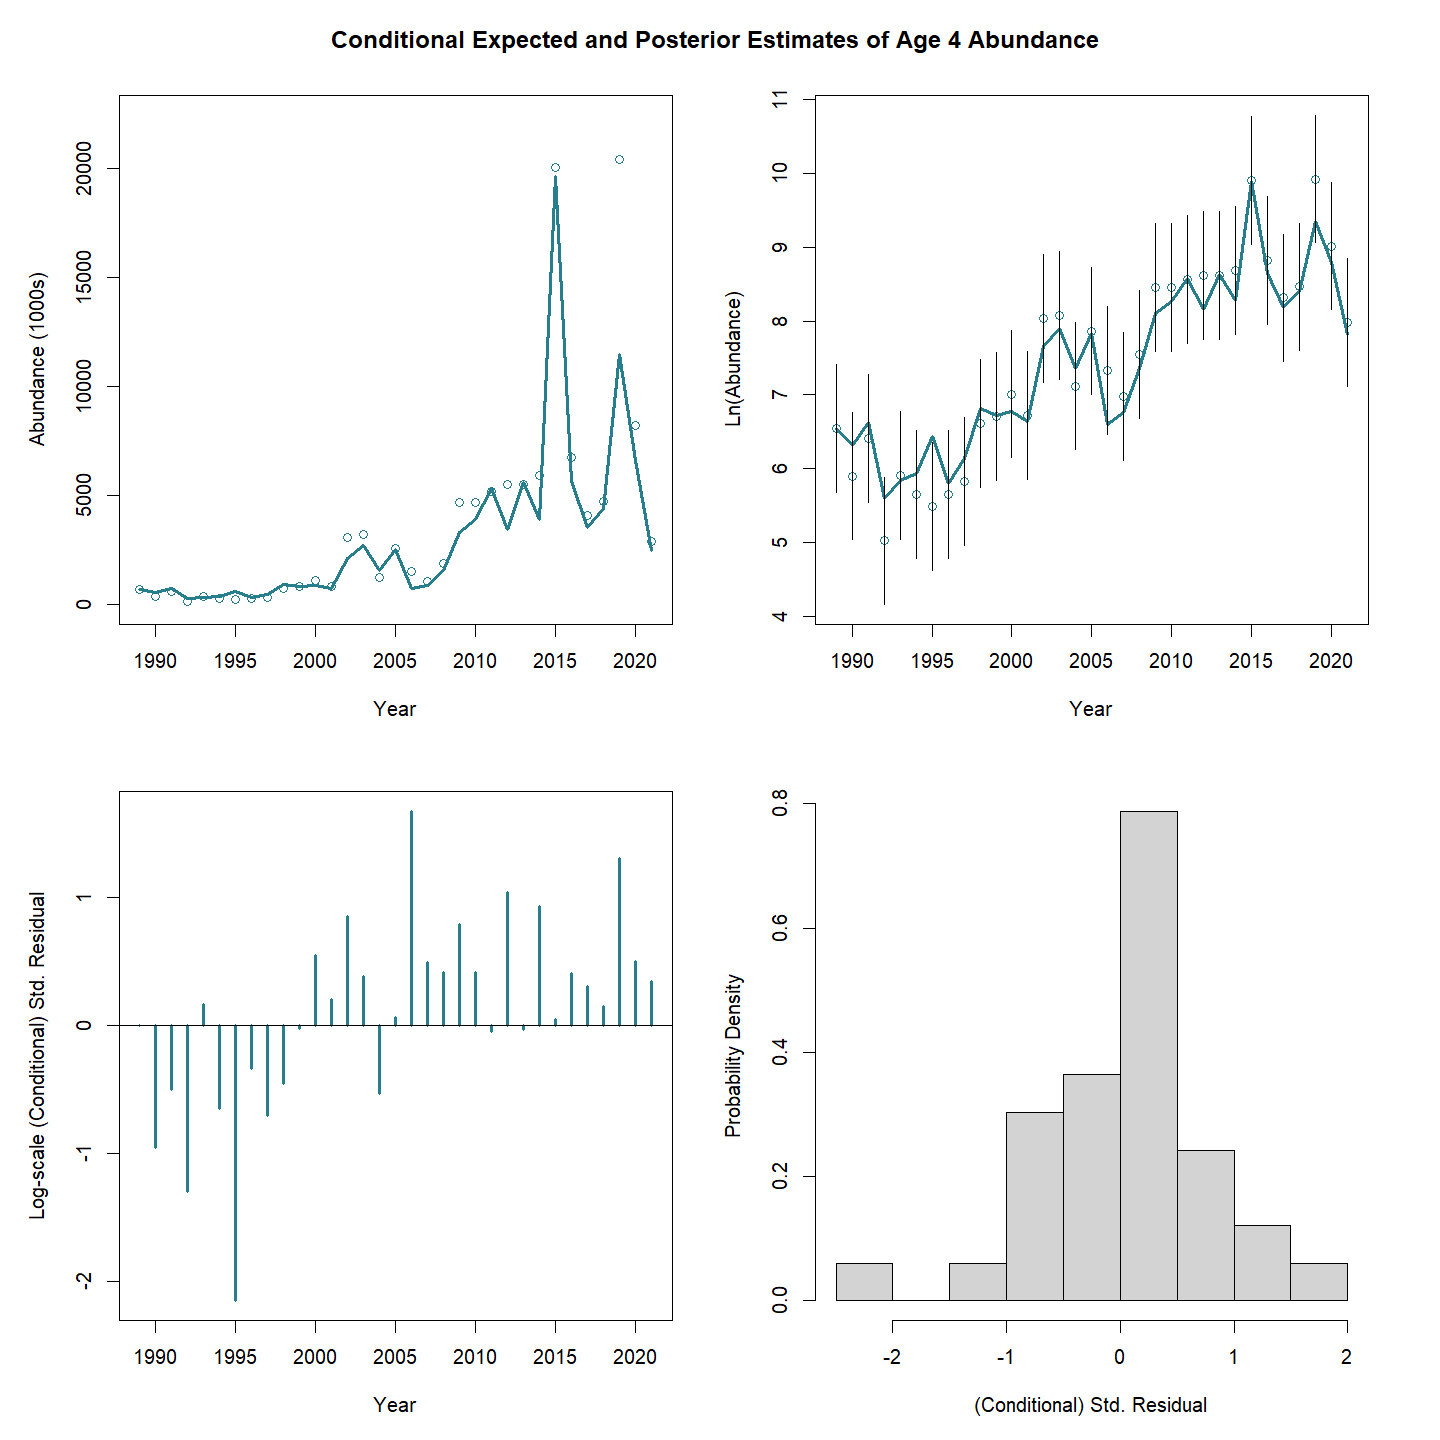 Conditional Expected and Posterior Estimates of Age 4 Abundance
Abundance (1000s)
20000
15000
10000
5000
0
1990 1995 2000 2005 2010 2015 2020
Year
Ln(Abundance)
11
10
9
8
7
6
5
4
1990 1995 2000 2005 2010 2015 2020
Year
Log-scale (Conditional) Std. Residual
1
0
-1
-2
1990 1995 2000 2005 2010 2015 2020
Year
Probability Density
0.8
0.6
0.4
0.2
0.0
-2 -1 0 1 2
(Conditional) Std. Residual